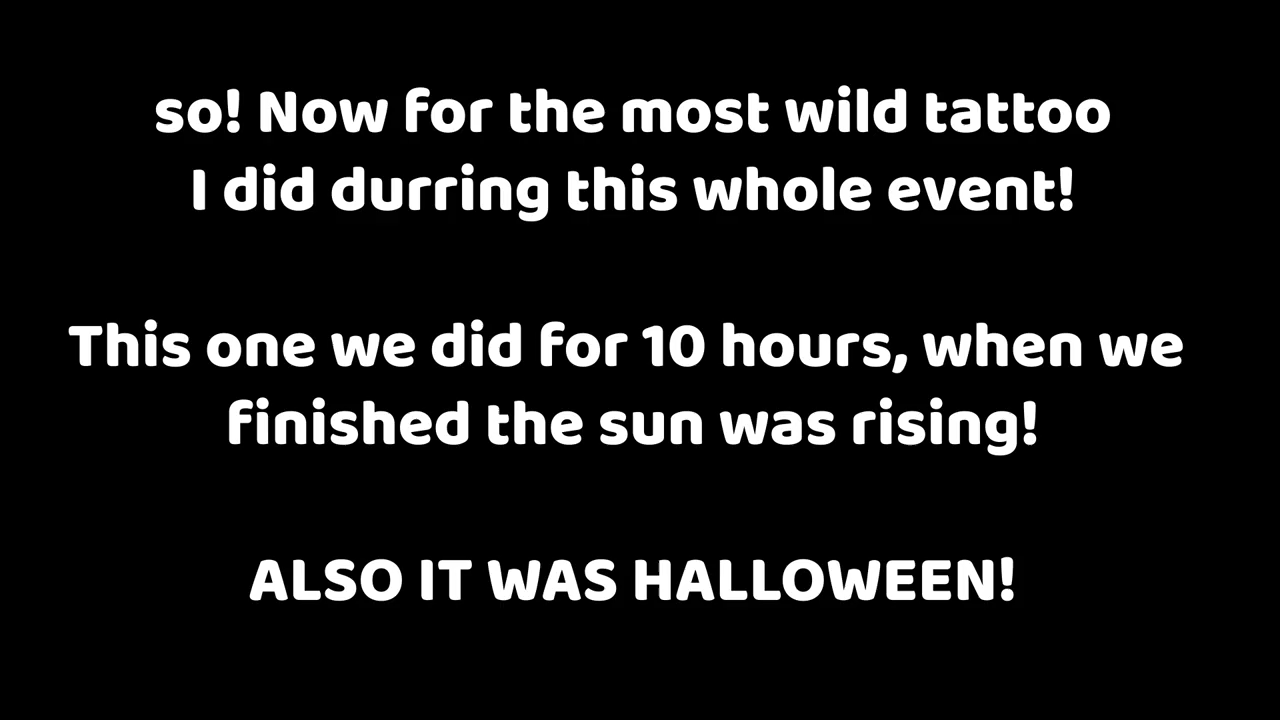 so! Now for the most wild tattoo
I did durring this whole event!
This one we did for 10 hours, when we
finished the sun was rising!
ALSO IT WAS HALLOWEEN!